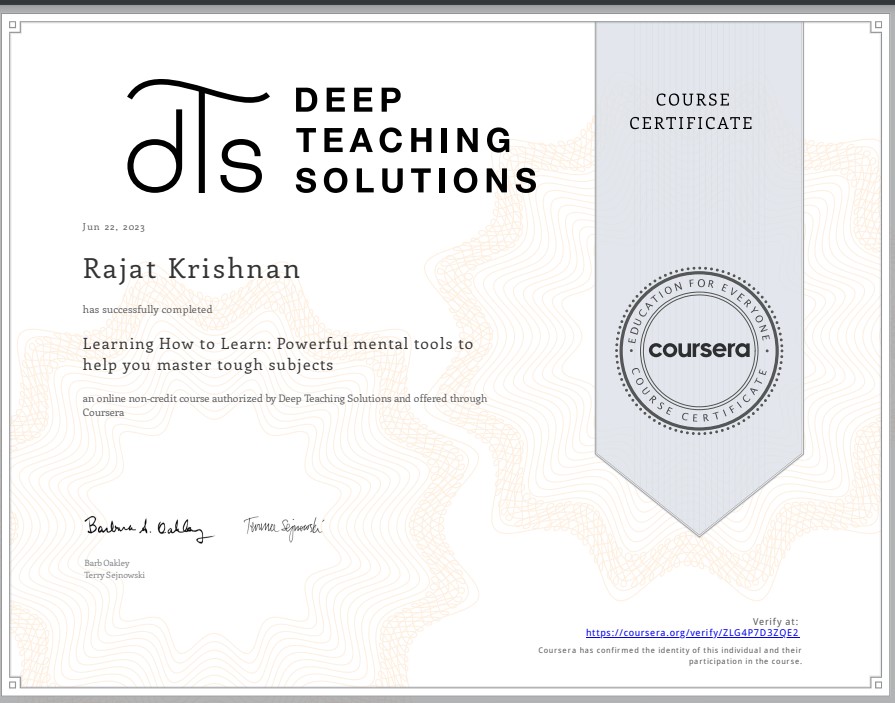 dTs
DEEP
TEACHING
SOLUTIONS
COURSE
CERTIFICATE
Jun 22, 2023
Rajat Krishnan
has successfully completed
Learning How to Learn: Powerful mental tools to
help you master tough subjects
an online non-credit course authorized by Deep Teaching Solutions and offered through
Coursera
EDUCATION FOR EVERYONE
coursera
COURSE CERTIFICATE
Barbara A. Oakley
Terrence Sejnowski
Barb Oakley
Terry Sejnowski
Verify at:
https://coursera.org/verify/ZLG4P7D3ZQE2
Coursera has confirmed the identity of this individual and their
participation in the course.